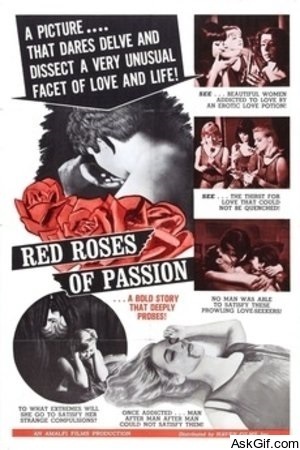 A PICTURE ....
THAT DARES DELVE AND
DISSECT A VERY UNUSUAL
FACET OF LOVE AND LIFE!
SEE ... BEAUTIFUL WOMEN
ADDICTED TO LOVE BY
AN EROTIC LOVE POTION!
SEE ... THE THIRST FOR
LOVE THAT COULD
NOT BE QUENCHED!
RED ROSES
OF PASSION
... A BOLD STORY
THAT DEEPLY
PROBES!
NO MAN WAS ABLE
TO SATISFY THESE
PROWLING LOVE-SEEKERS!
TO WHAT EXTREMES WILL
SHE GO TO SATISFY HER
STRANGE COMPULSIONS!
ONCE ADDICTED ... MAN
AFTER MAN AFTER MAN
COULD NOT SATISFY THEM!
AN AMALFI FILMS PRODUCTION
Distributed by
AskGif.com